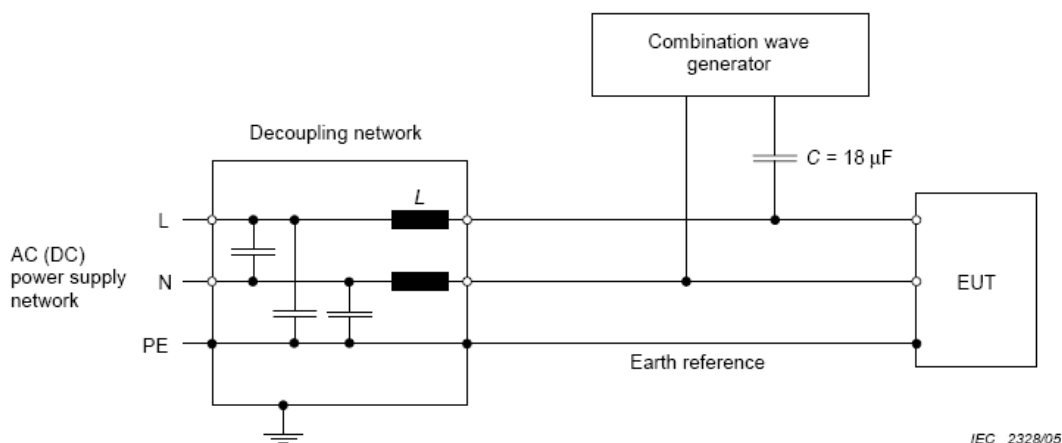 Combination wave
generator
Decoupling network
C = 18 μF
L
L
AC (DC)
power supply
network
N
EUT
PE
Earth reference
IEC 2328/05